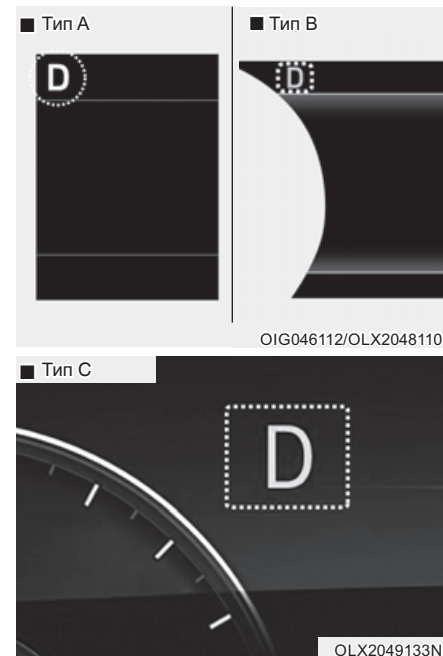 ■ Тип A
■ Тип B
D
D
OIG046112/OLX2048110
■ Тип C
D
OLX2049133N